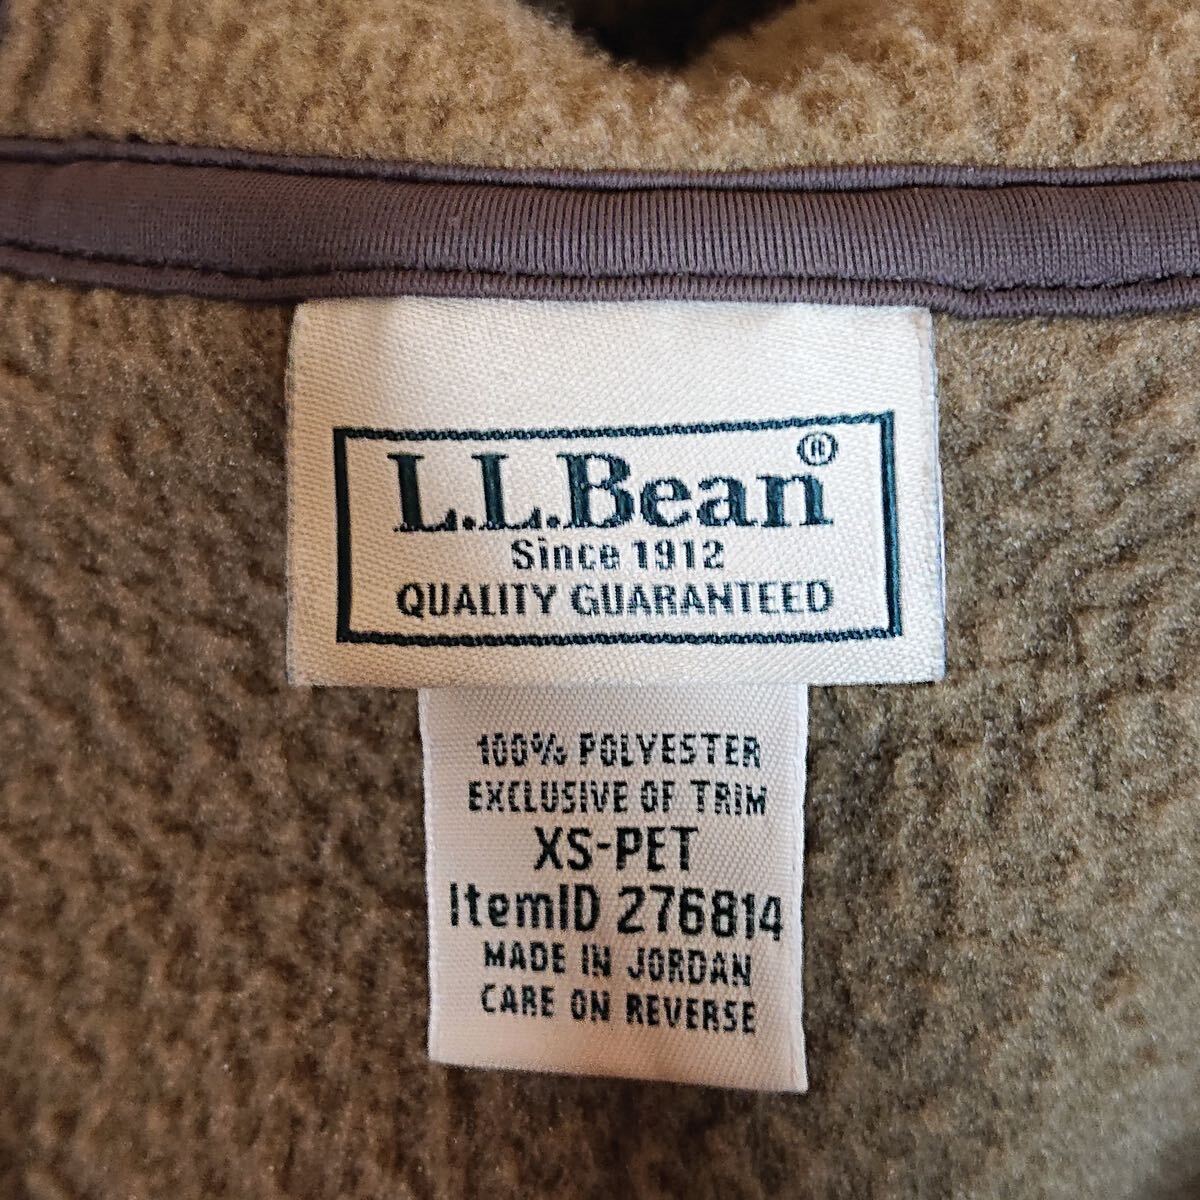 L.L.Bean®
Since 1912
QUALITY GUARANTEED
100% POLYESTER
EXCLUSIVE OF TRIM
XS-PET
ItemID 276814
MADE IN JORDAN
CARE ON REVERSE